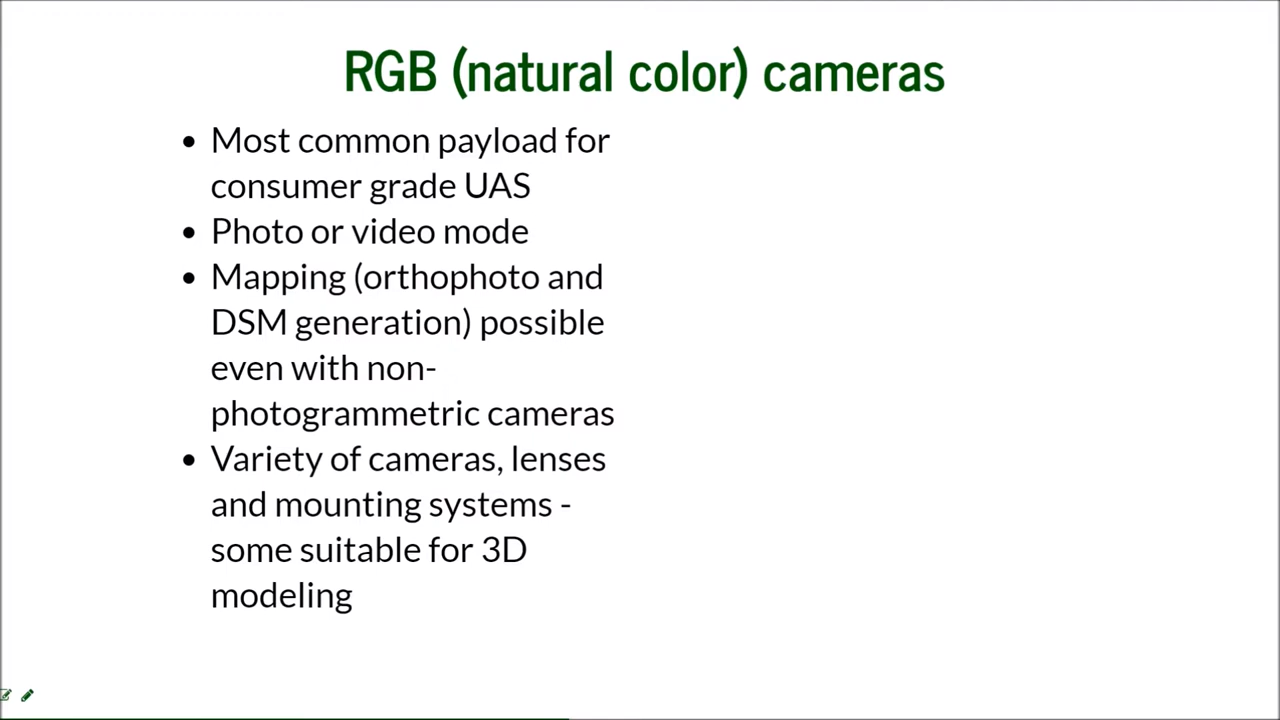 RGB (natural color) cameras
• Most common payload for
consumer grade UAS
• Photo or video mode
• Mapping (orthophoto and
DSM generation) possible
even with non-
photogrammetric cameras
• Variety of cameras, lenses
and mounting systems -
some suitable for 3D
modeling